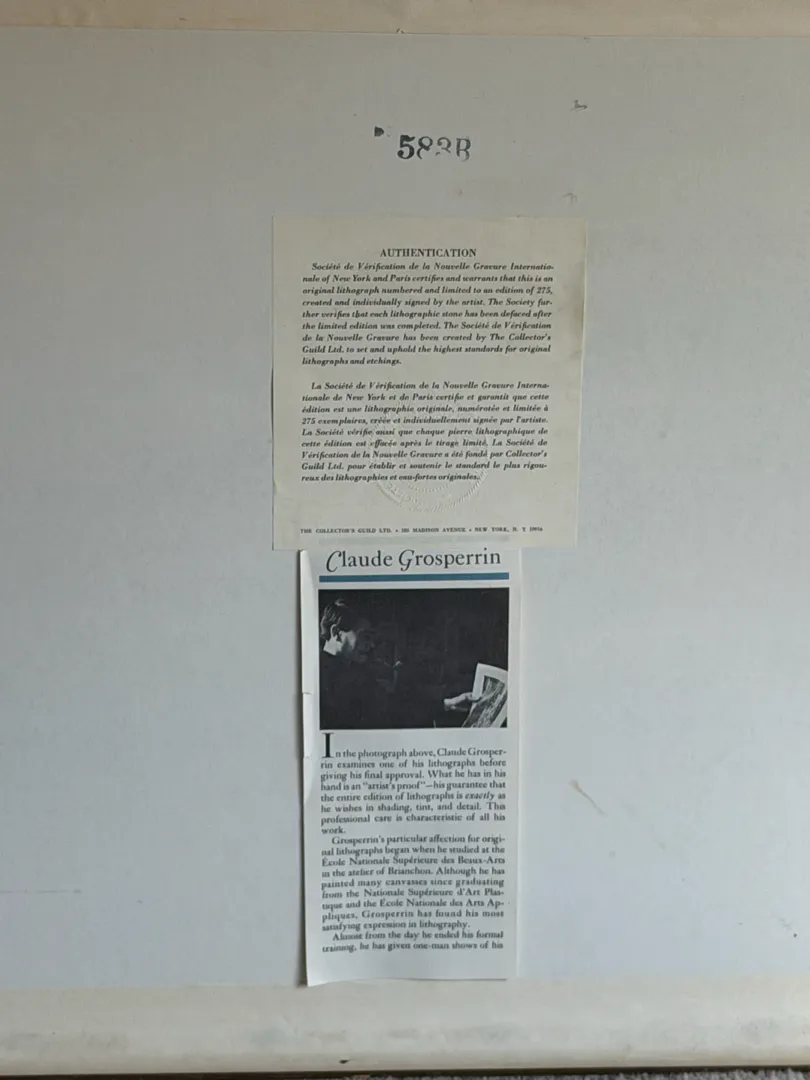 583B
AUTHENTICATION
Société de Vérification de la Nouvelle Gravure Internatio-
nale of New York and Paris certifies and warrants that this is an
original lithograph numbered and limited to an edition of 275,
created and individually signed by the artist. The Society fur-
ther verifies that each lithographic stone has been defaced after
the limited edition was completed. The Société de Vérification
de la Nouvelle Gravure has been created by The Collector's
Guild Ltd. to set and uphold the highest standards for original
lithographs and etchings.
La Société de Vérification de la Nouvelle Gravure Interna-
tionale de New York et de Paris certifie et garantit que cette
édition est une lithographie originale, numérotée et limitée à
275 exemplaires, créée et individuellement signée par l'artiste.
La Société vérifie aussi que chaque pierre lithographique de
cette édition est effacée après le tirage limité. La Société de
Vérification de la Nouvelle Gravure a été fondé par Collector's
Guild Ltd. pour établir et soutenir le standard le plus rigou-
reux des lithographies et eau-fortes originales.
THE COLLECTOR'S GUILD LTD. • MADISON AVENUE • NEW YORK, N. Y
Claude Grosperrin
In the photograph above, Claude Grosper-
rin examines one of his lithographs before
giving his final approval. What he has in his
hand is an "artist's proof"—his guarantee that
the entire edition of lithographs is exactly as
he wishes in shading, tint, and detail. This
professional care is characteristic of all his
work.
Grosperrin's particular affection for origi-
nal lithographs began when he studied at the
École Nationale Supérieure des Beaux-Arts
in the atelier of Brianchon. Although he has
painted many canvasses since graduating
from the Nationale Supérieure d'Art Plas-
tique and the École Nationale des Arts Ap-
pliques, Grosperrin has found his most
satisfying expression in lithography.
Almost from the day he ended his formal
training, he has given one-man shows of his